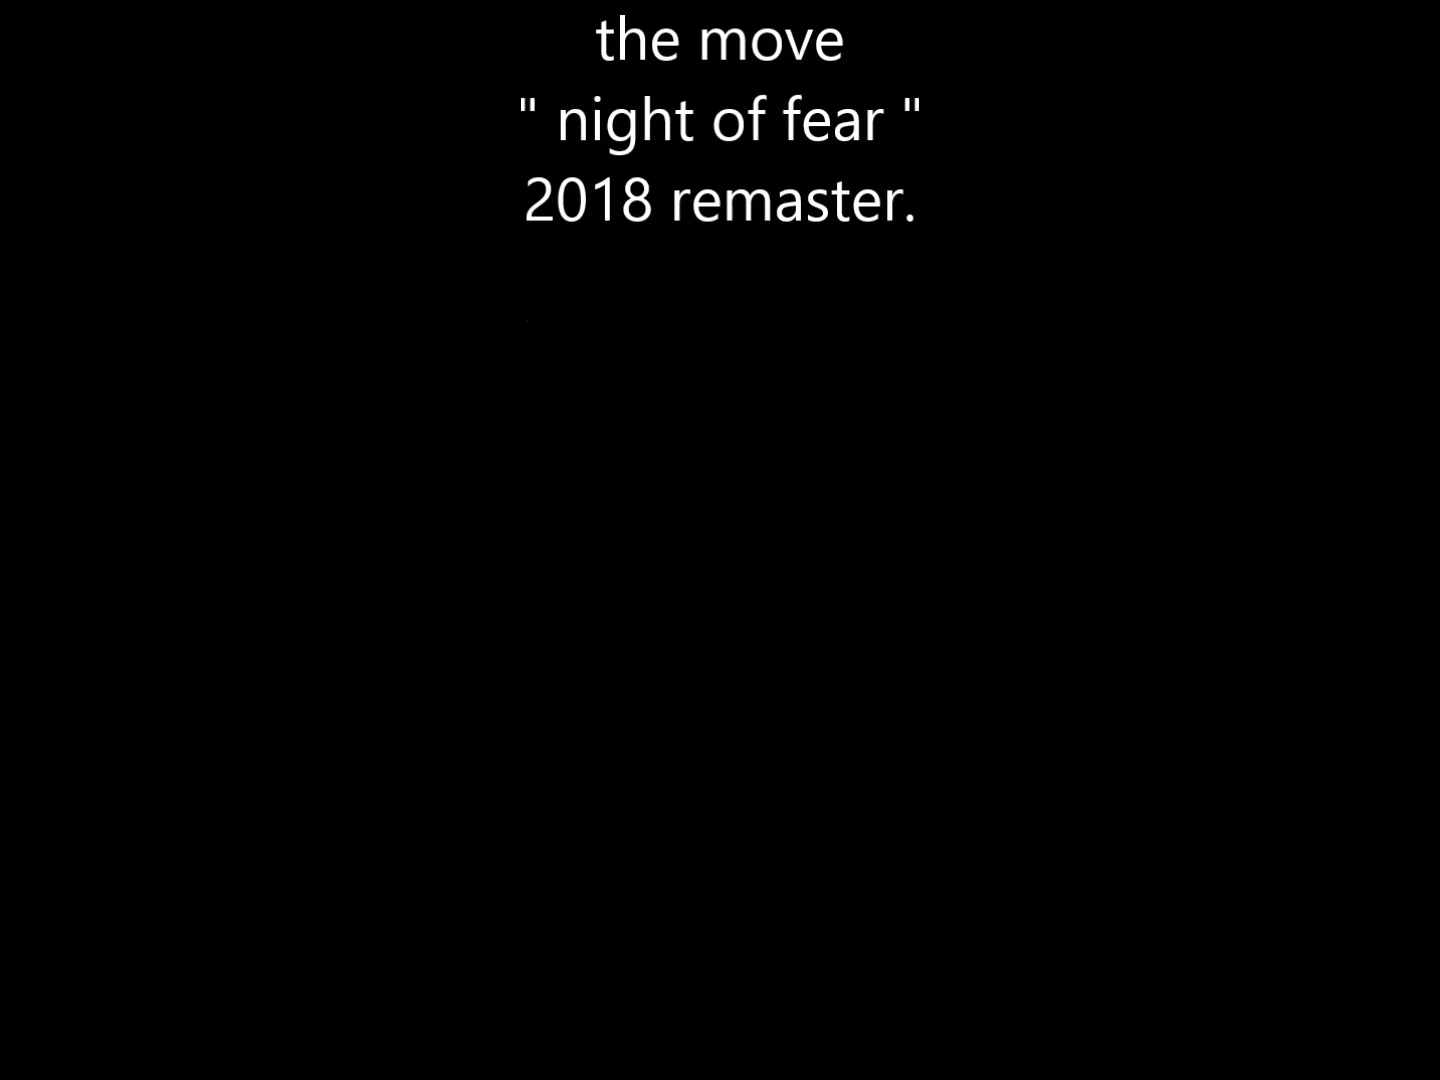 the move
" night of fear "
2018 remaster.